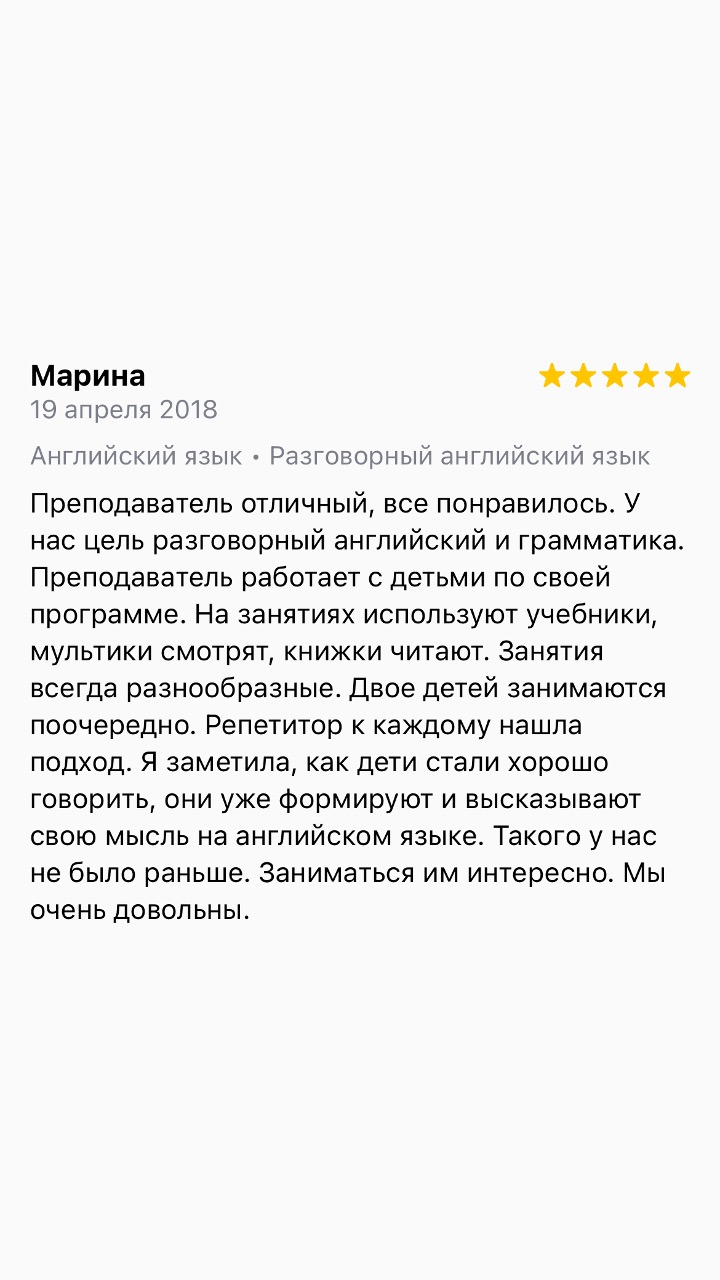 Марина
19 апреля 2018
Английский язык • Разговорный английский язык
Преподаватель отличный, все понравилось. У
нас цель разговорный английский и грамматика.
Преподаватель работает с детьми по своей
программе. На занятиях используют учебники,
мультики смотрят, книжки читают. Занятия
всегда разнообразные. Двое детей занимаются
поочередно. Репетитор к каждому нашла
подход. Я заметила, как дети стали хорошо
говорить, они уже формируют и высказывают
свою мысль на английском языке. Такого у нас
не было раньше. Заниматься им интересно. Мы
очень довольны.